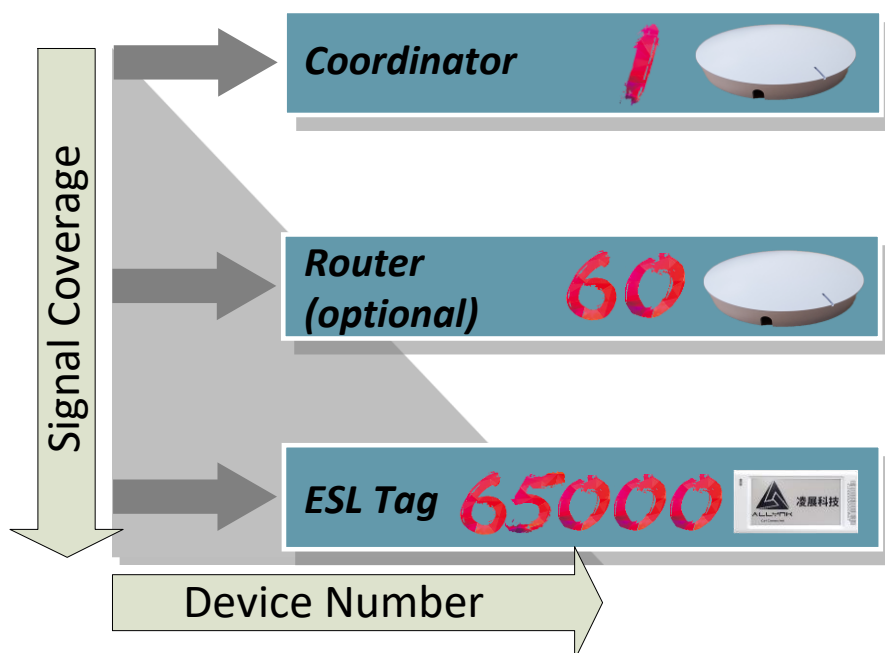 Signal Coverage
Coordinator
1
Router
(optional)
60
ESL Tag
65000
凌展科技
ALLYNK
Device Number